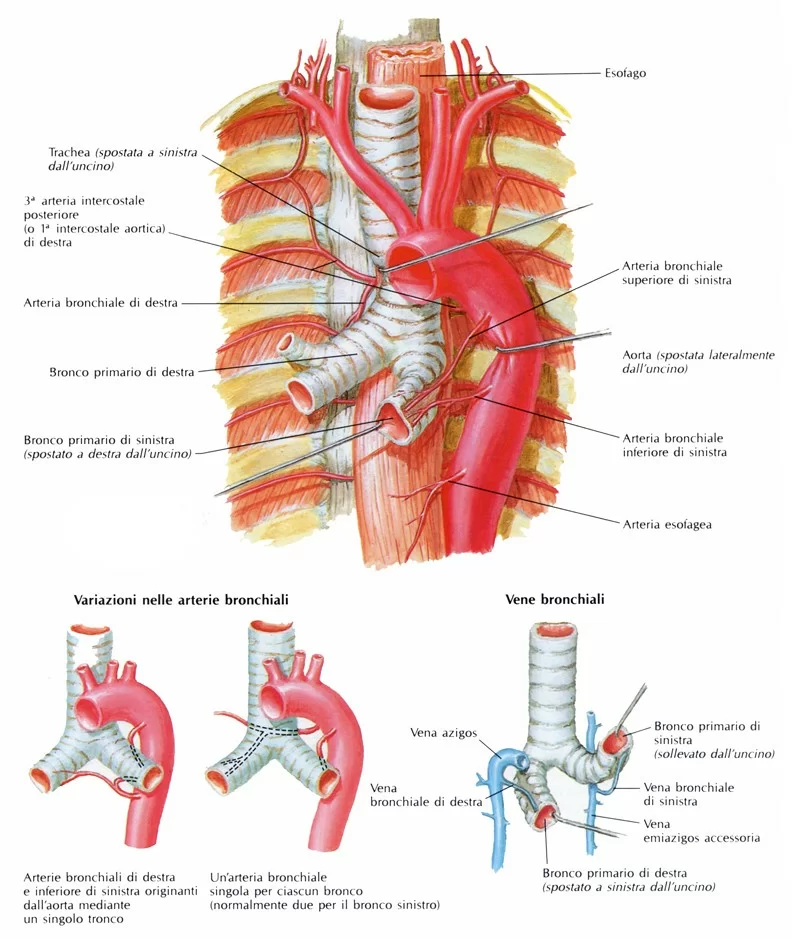 Esofago
Trachea (spostata a sinistra
dall'uncino)
3ª arteria intercostale
posteriore
(o 1ª intercostale aortica)
di destra
Arteria bronchiale di destra
Bronco primario di destra
Bronco primario di sinistra
(spostato a destra dall'uncino)
Arteria bronchiale
superiore di sinistra
Aorta (spostata lateralmente
dall'uncino)
Arteria bronchiale
inferiore di sinistra
Arteria esofagea
Variazioni nelle arterie bronchiali
Arterie bronchiali di destra
e inferiore di sinistra originanti
dall'aorta mediante
un singolo tronco
Un'arteria bronchiale
singola per ciascun bronco
(normalmente due per il bronco sinistro)
Vene bronchiali
Vena azigos
Vena
bronchiale di destra
Bronco primario di
sinistra
(sollevato dall'uncino)
Vena bronchiale
di sinistra
Vena
emiazigos accessoria
Bronco primario di destra
(spostato a sinistra dall'uncino)